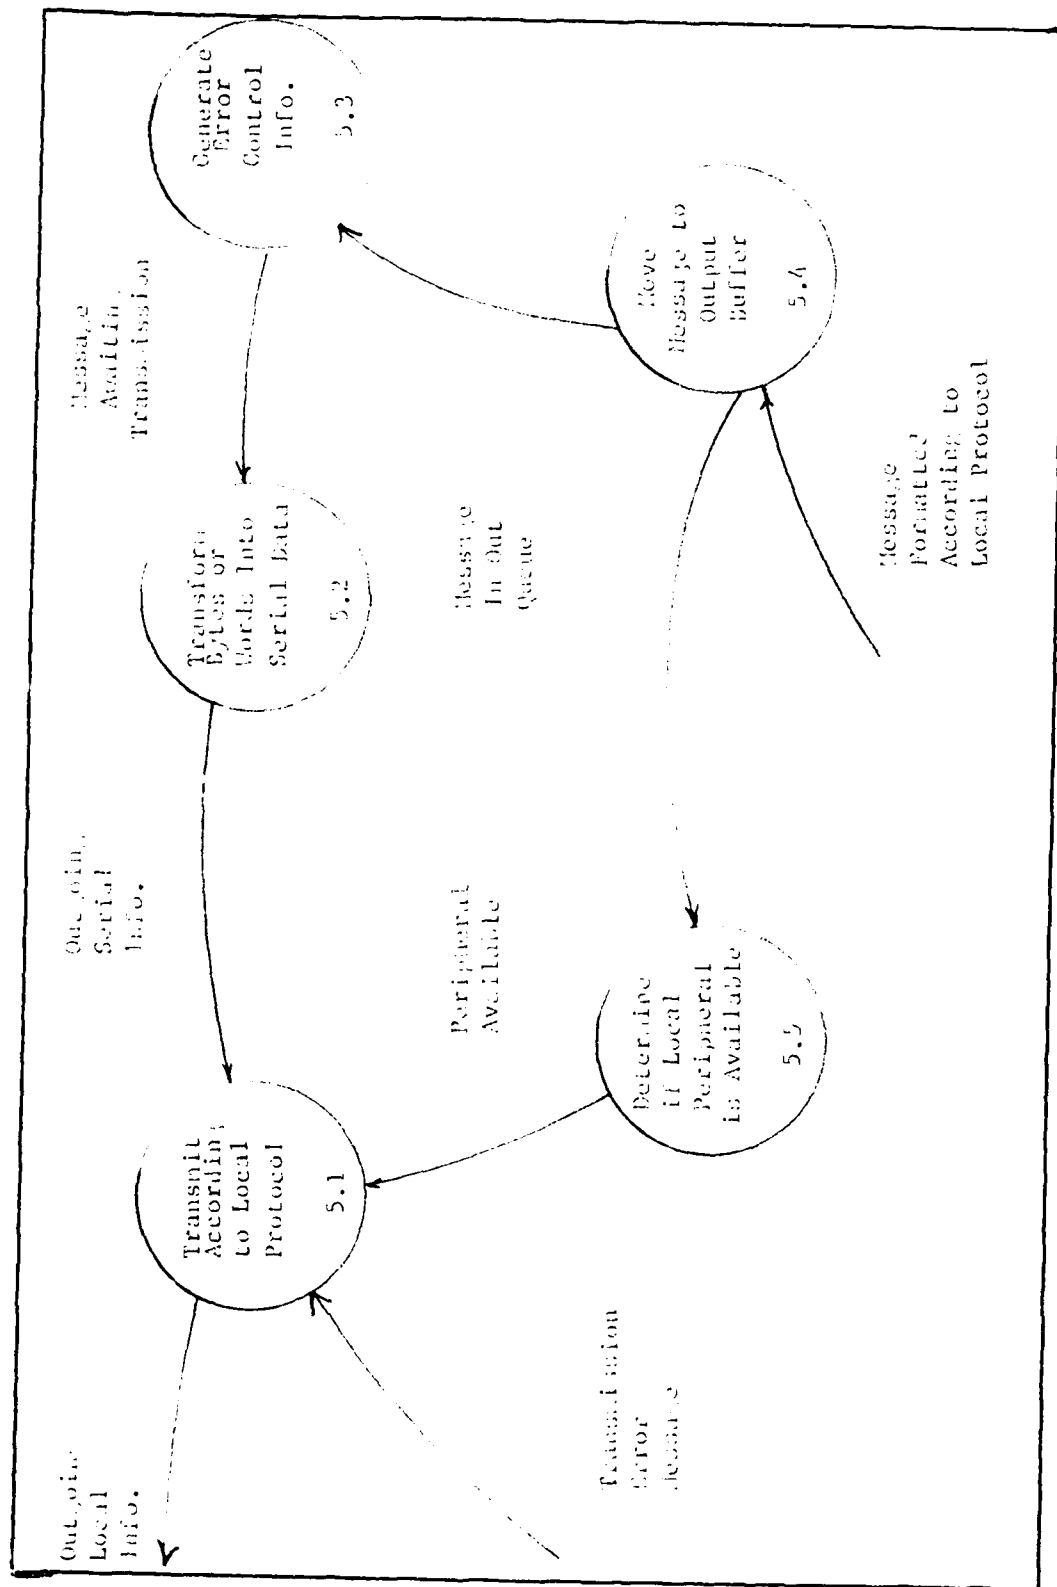 Outgoing
Local
Info.
Outgoing
Serial
Info.
Message
Awaiting
Transmission
Transmit
According
to Local
Protocol
5.1
Transform
Bytes or
Words Into
Serial Data
5.2
Generate
Error
Control
Info.
5.3
Peripheral
Available
Message
In Out
Queue
Transmission
Error
Message
Determine
if Local
Peripheral
is Available
5.5
Move
Message to
Output
Buffer
5.4
Message
Formatted
According to
Local Protocol